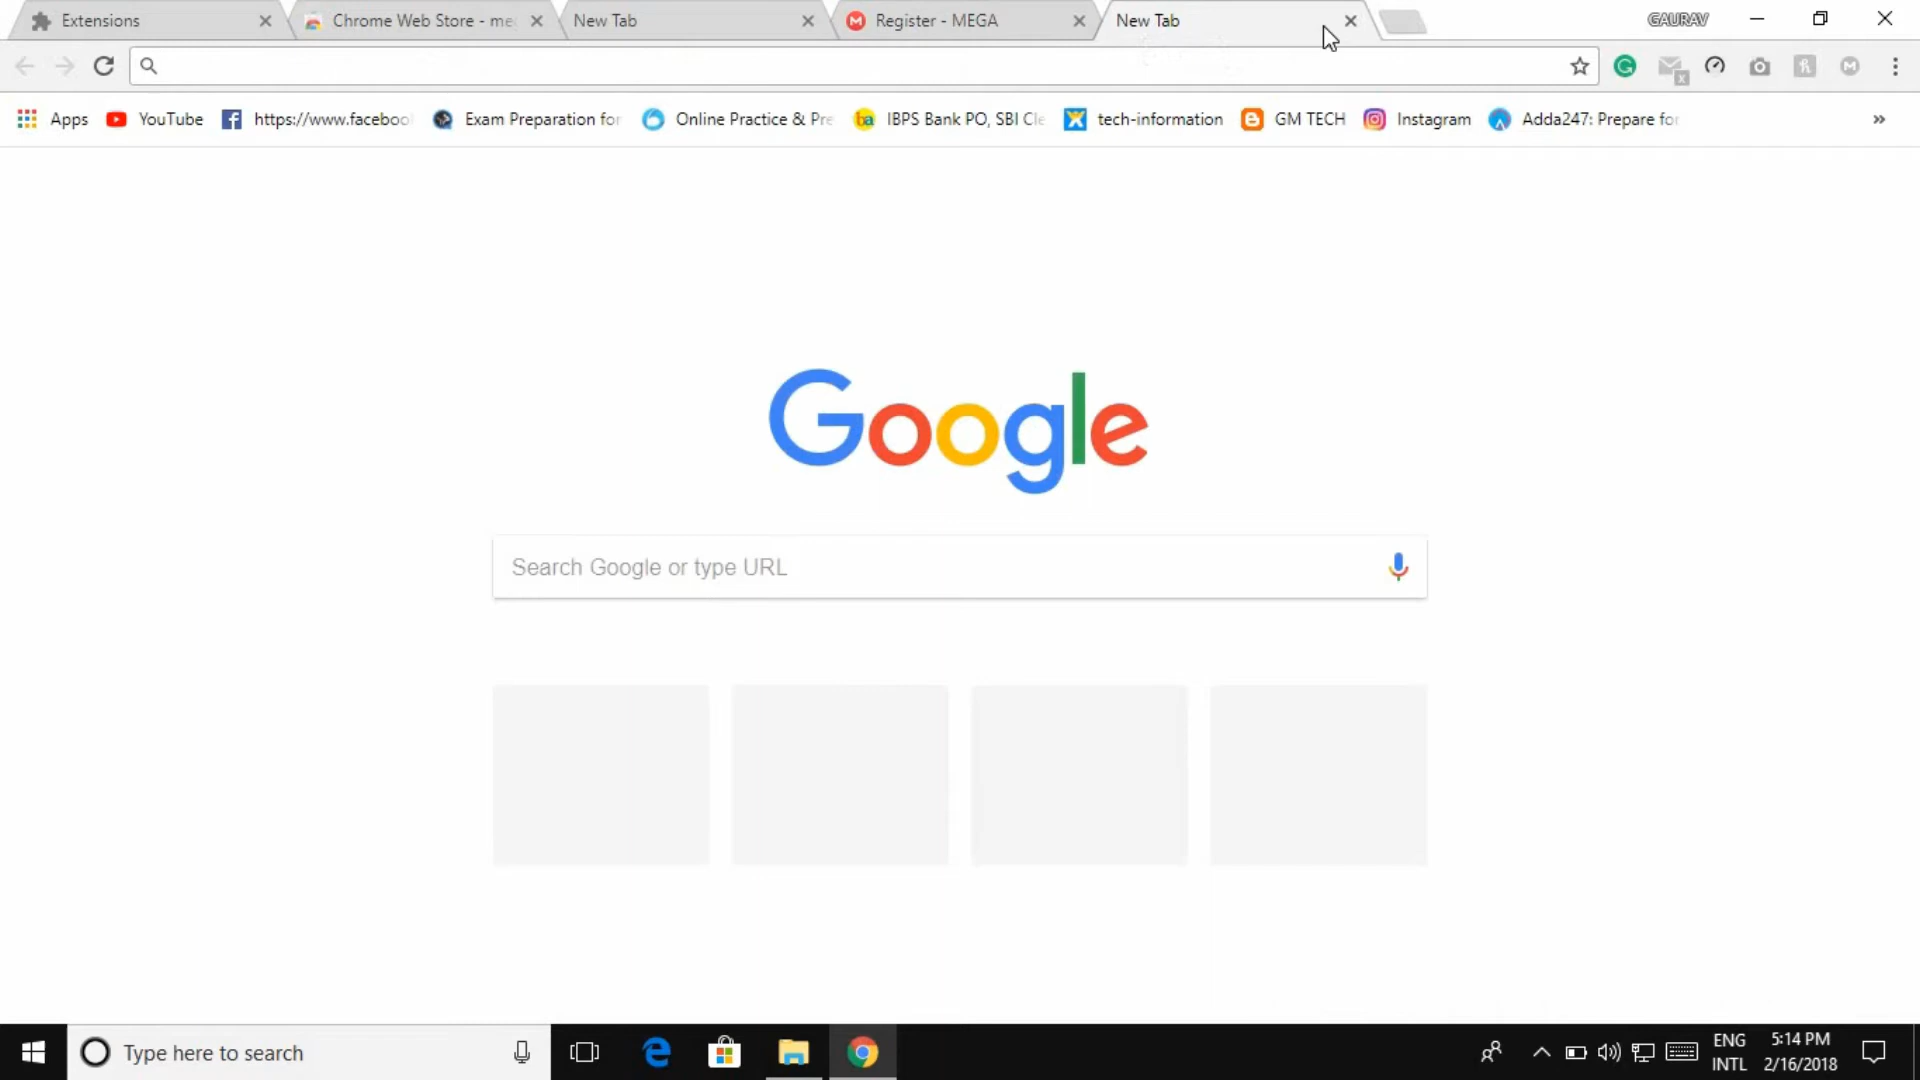 Extensions
Chrome Web Store - me
New Tab
Register - MEGA
New Tab
GAURAV
Apps
YouTube
https://www.faceboo
Exam Preparation for
Online Practice & Pre
ba
IBPS Bank PO, SBI Cle
tech-information
GM TECH
Instagram
Adda247: Prepare for
»
Google
Search Google or type URL
Type here to search
ENG
INTL
5:14 PM
2/16/2018